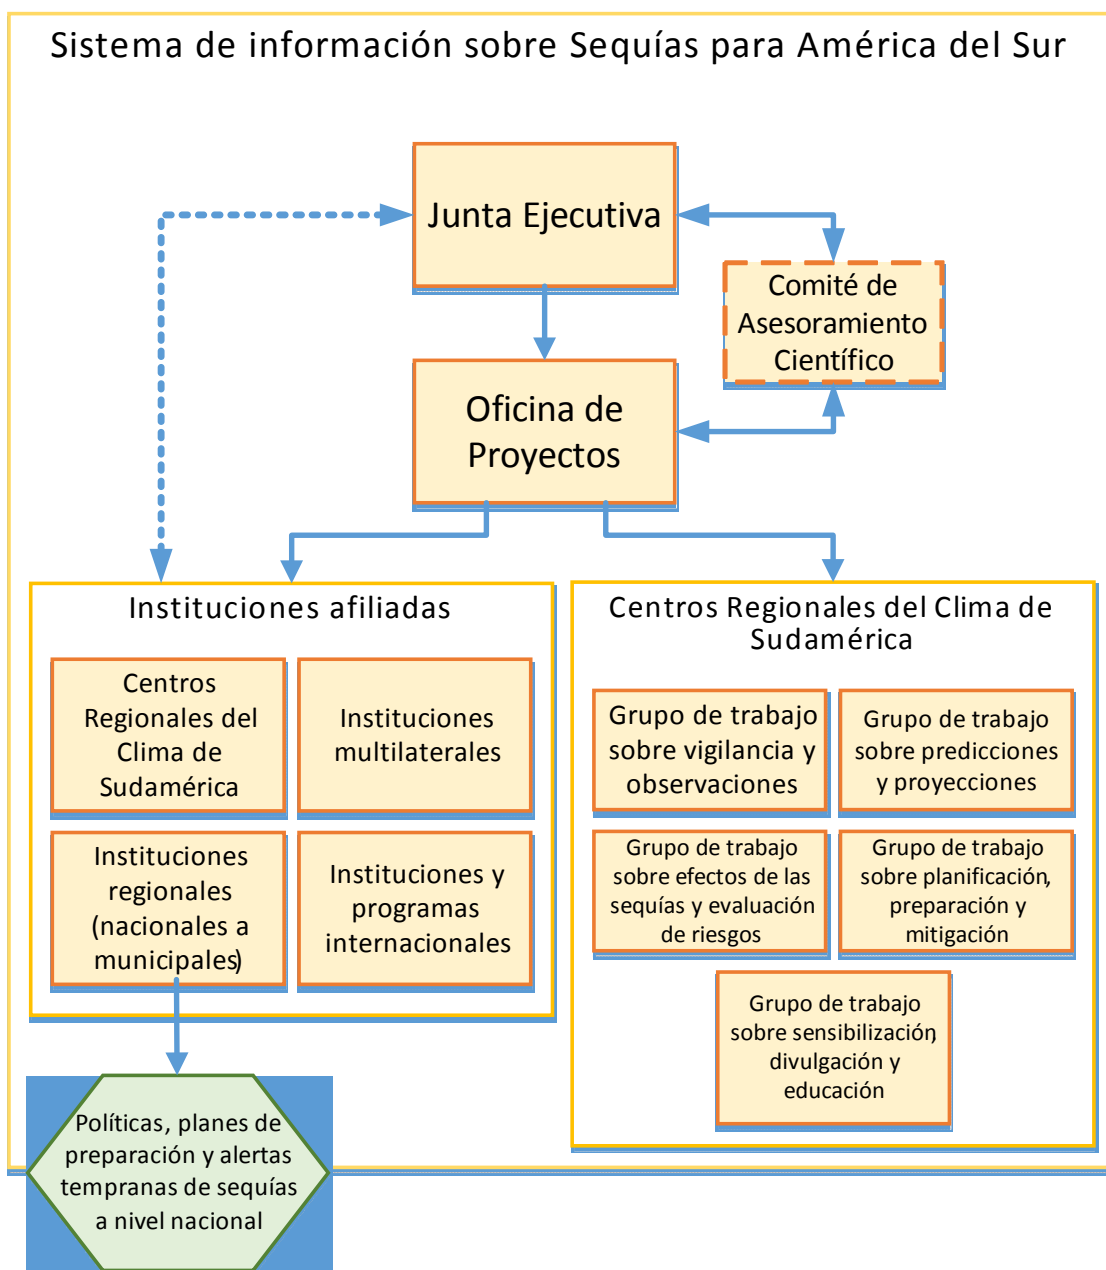 Sistema de información sobre Sequías para América del Sur
Junta Ejecutiva
Comité de
Asesoramiento
Científico
Oficina de
Proyectos
Instituciones afiliadas
Centros
Regionales del
Clima de
Sudamérica
Instituciones
multilaterales
Instituciones
regionales
(nacionales a
municipales)
Instituciones y
programas
internacionales
Centros Regionales del Clima de
Sudamérica
Grupo de trabajo
sobre vigilancia y
observaciones
Grupo de trabajo
sobre predicciones
y proyecciones
Grupo de trabajo
sobre efectos de las
sequías y evaluación
de riesgos
Grupo de trabajo
sobre planificación,
preparación y
mitigación
Grupo de trabajo
sobre sensibilización,
divulgación y
educación
Políticas, planes de
preparación y alertas
tempranas de sequías
a nivel nacional